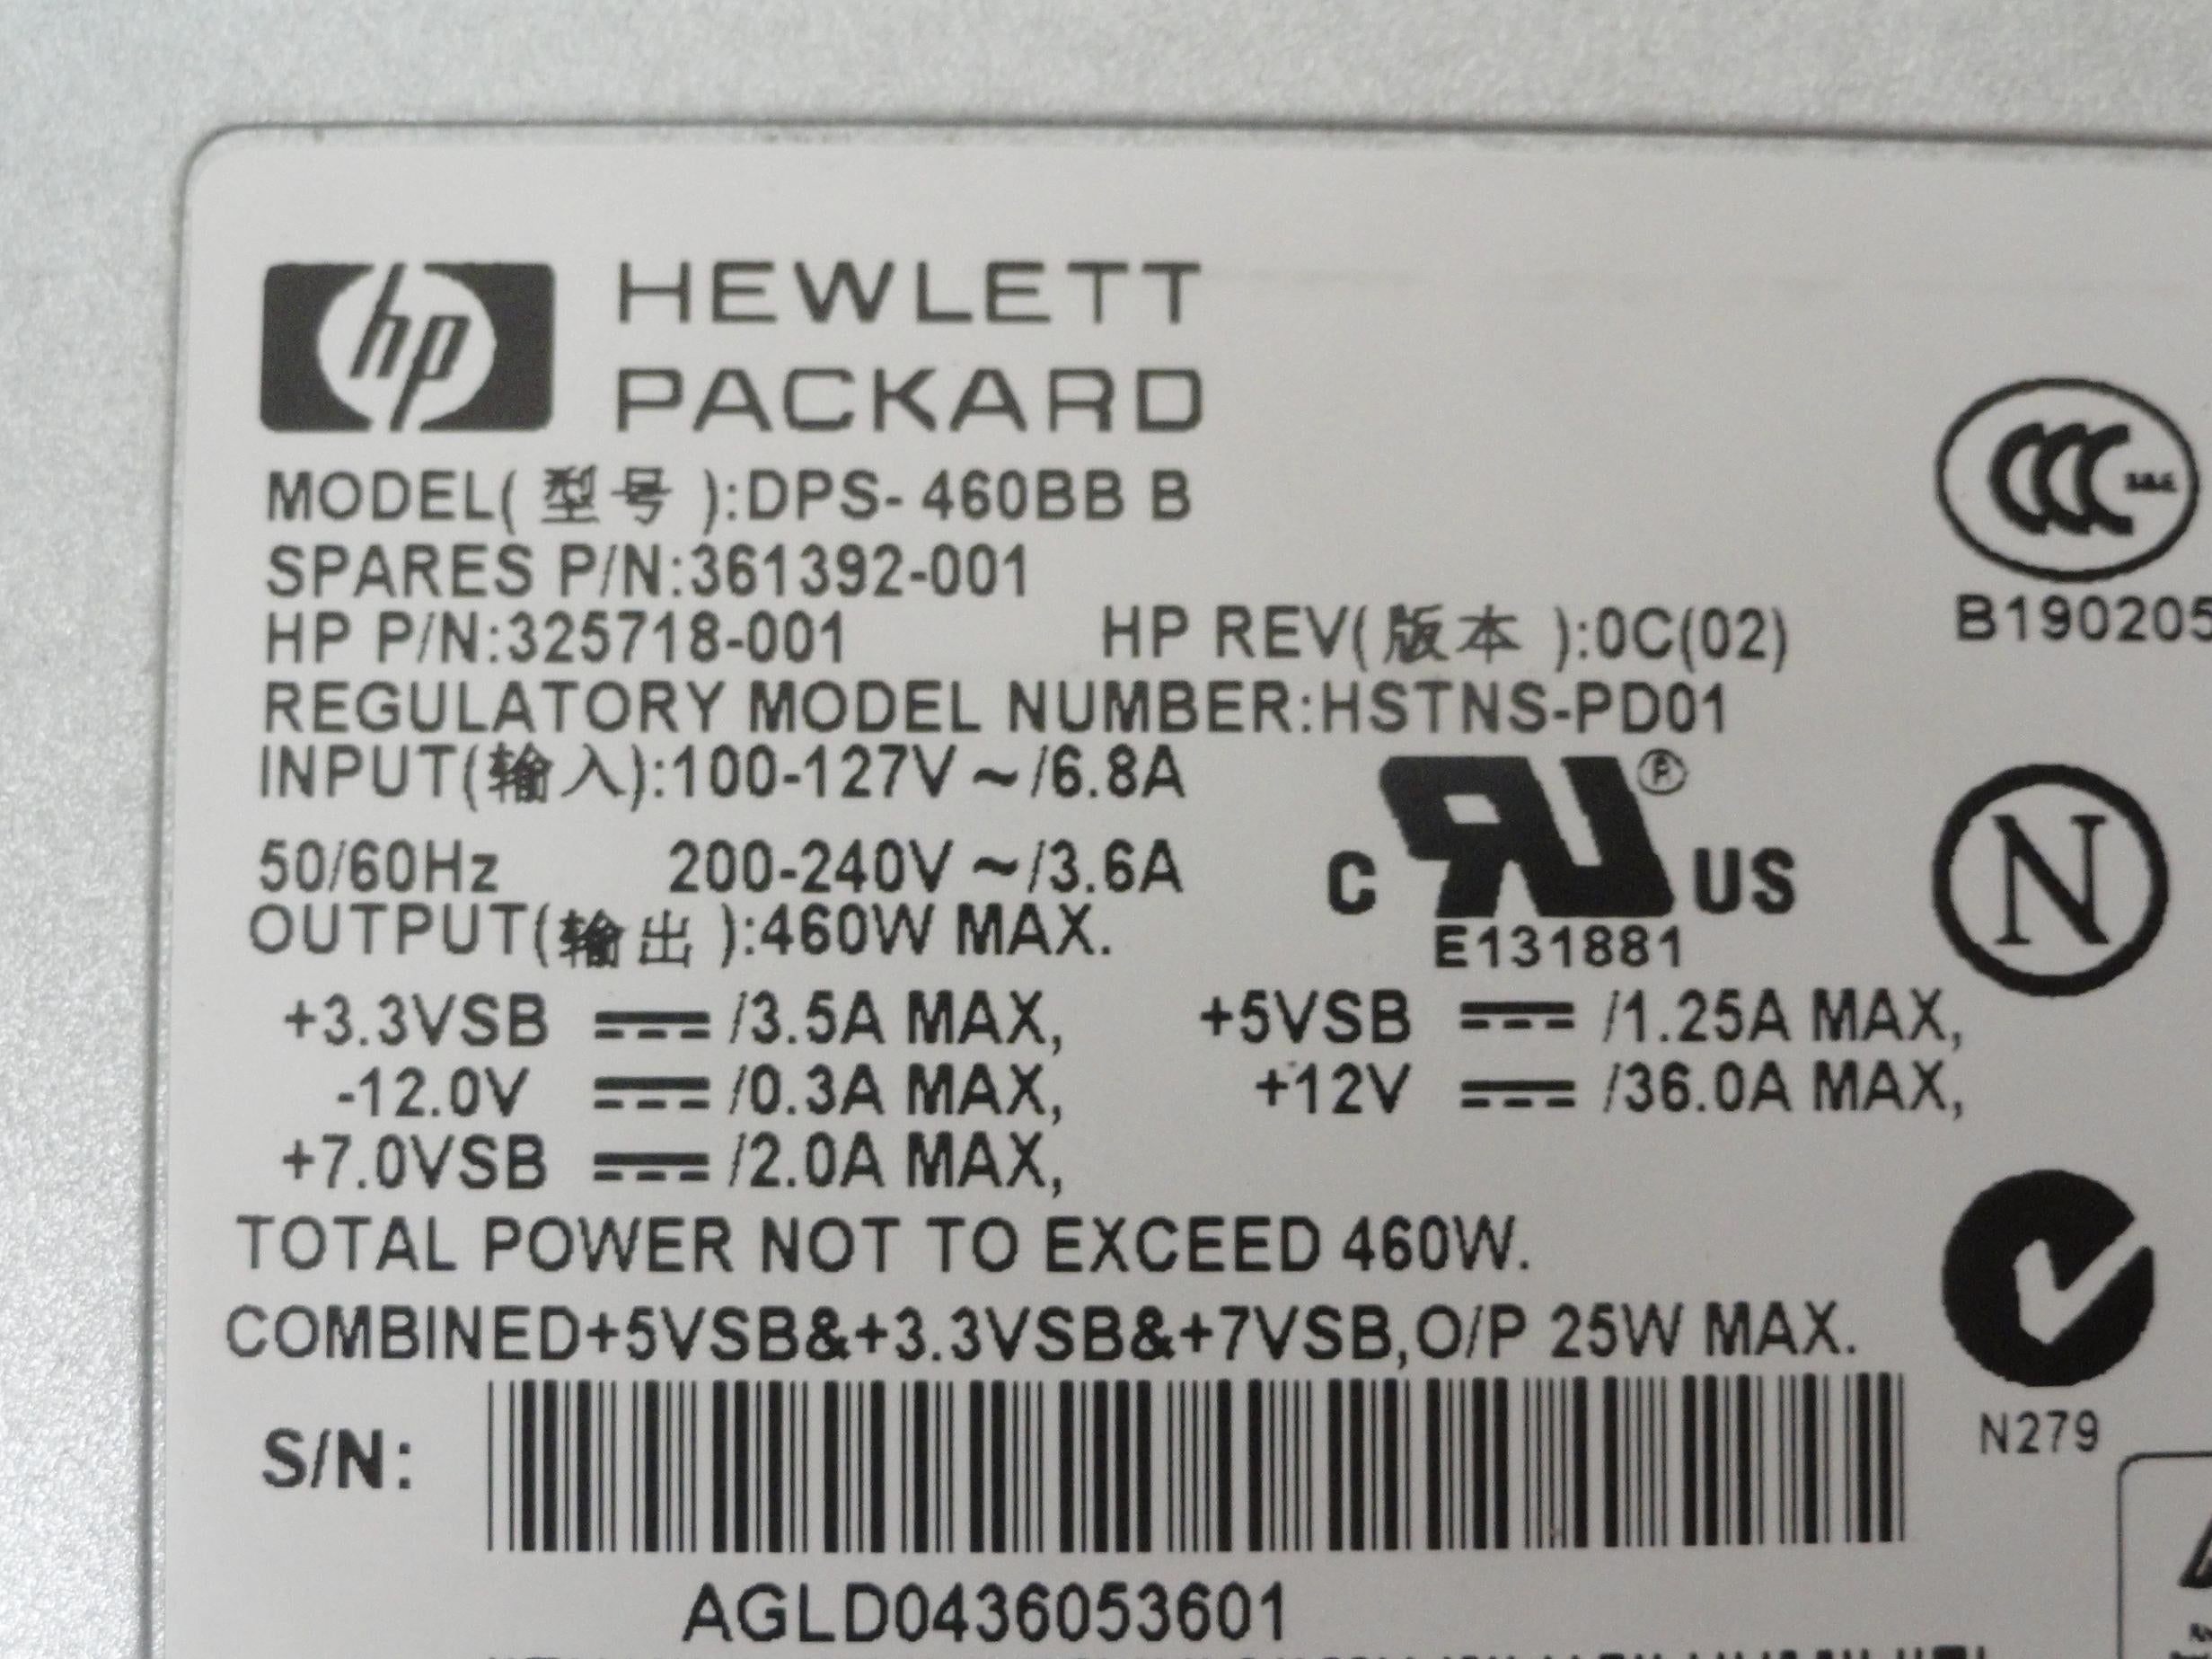 hp HEWLETT
PACKARD
MODEL(型号):DPS-460BB B
SPARES P/N:361392-001
HP P/N:325718-001 HP REV(版本):0C(02)
B190205
REGULATORY MODEL NUMBER:HSTNS-PD01
INPUT(输入):100-127V ~/6.8A
50/60Hz 200-240V ~/3.6A
C RU® US
E131881
N
OUTPUT(输出):460W MAX.
+3.3VSB ⎓ /3.5A MAX, +5VSB ⎓ /1.25A MAX,
-12.0V ⎓ /0.3A MAX, +12V ⎓ /36.0A MAX,
+7.0VSB ⎓ /2.0A MAX,
TOTAL POWER NOT TO EXCEED 460W.
COMBINED+5VSB&+3.3VSB&+7VSB,O/P 25W MAX.
N279
S/N:
AGLD0436053601